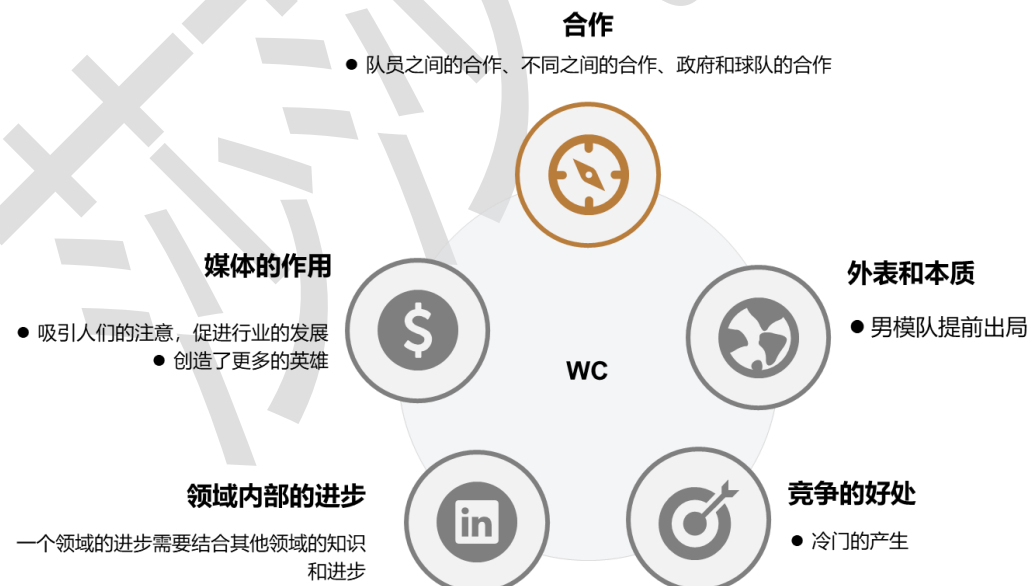 合作
● 队员之间的合作、不同之间的合作、政府和球队的合作
媒体的作用
● 吸引人们的注意，促进行业的发展
● 创造了更多的英雄
外表和本质
● 男模队提前出局
WC
领域内部的进步
一个领域的进步需要结合其他领域的知识
和进步
in
竞争的好处
● 冷门的产生
$